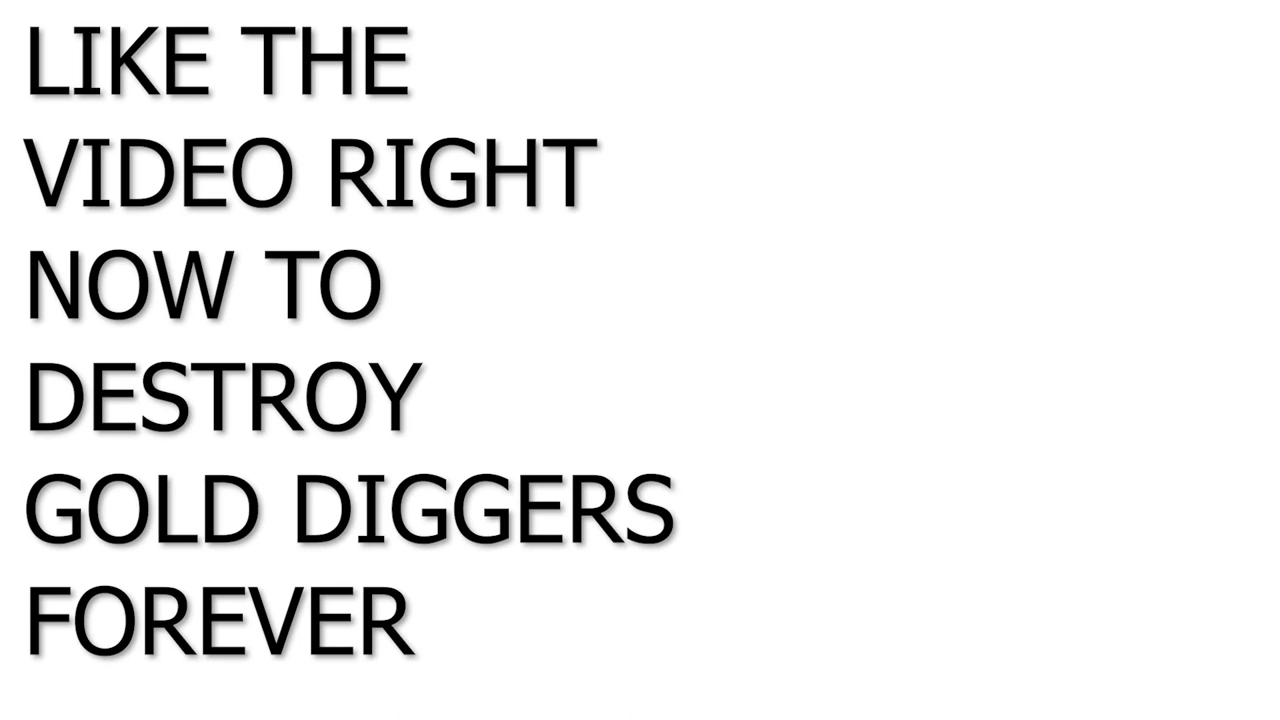 LIKE THE
VIDEO RIGHT
NOW TO
DESTROY
GOLD DIGGERS
FOREVER